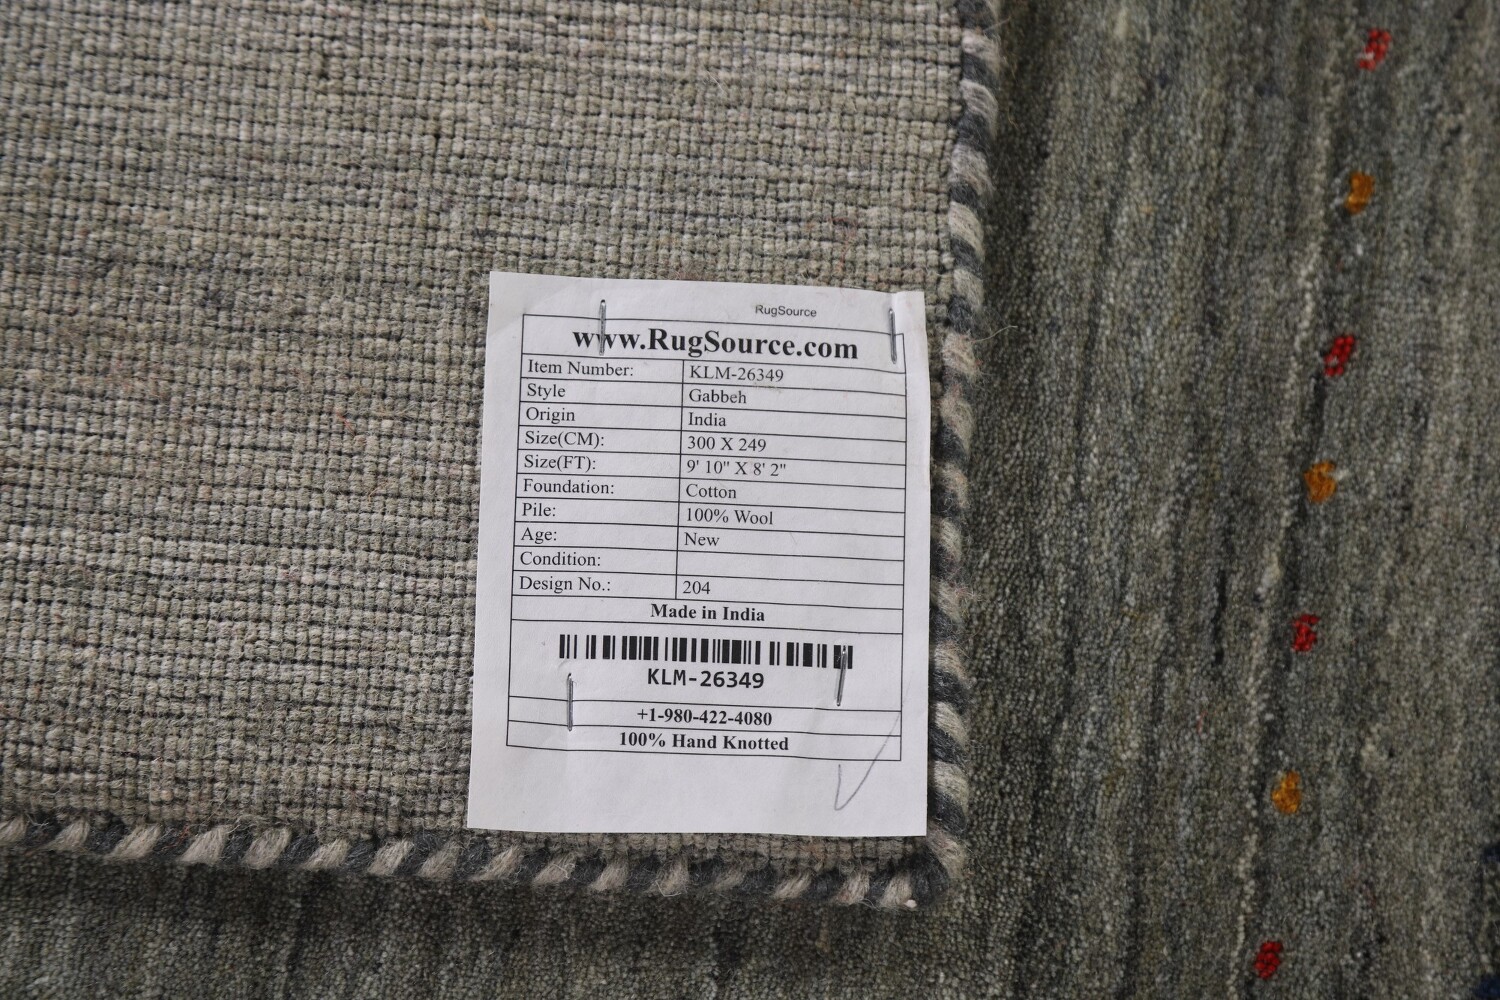 RugSource
www.RugSource.com
Item Number: KLM-26349
Style Gabbeh
Origin India
Size(CM): 300 X 249
Size(FT): 9' 10" X 8' 2"
Foundation: Cotton
Pile: 100% Wool
Age: New
Condition:
Design No.: 204
Made in India
KLM-26349
+1-980-422-4080
100% Hand Knotted